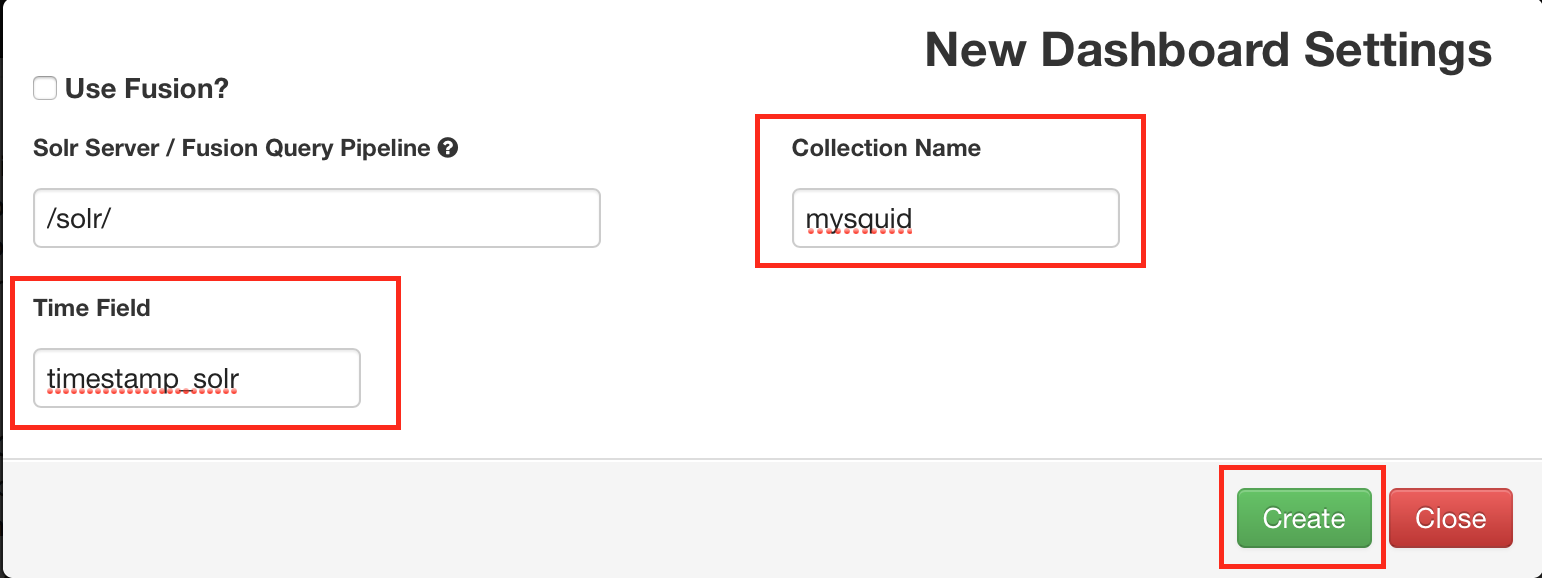 New Dashboard Settings
Use Fusion?
Solr Server / Fusion Query Pipeline ?
Collection Name
/solr/
mysquid
Time Field
timestamp_solr
Create
Close